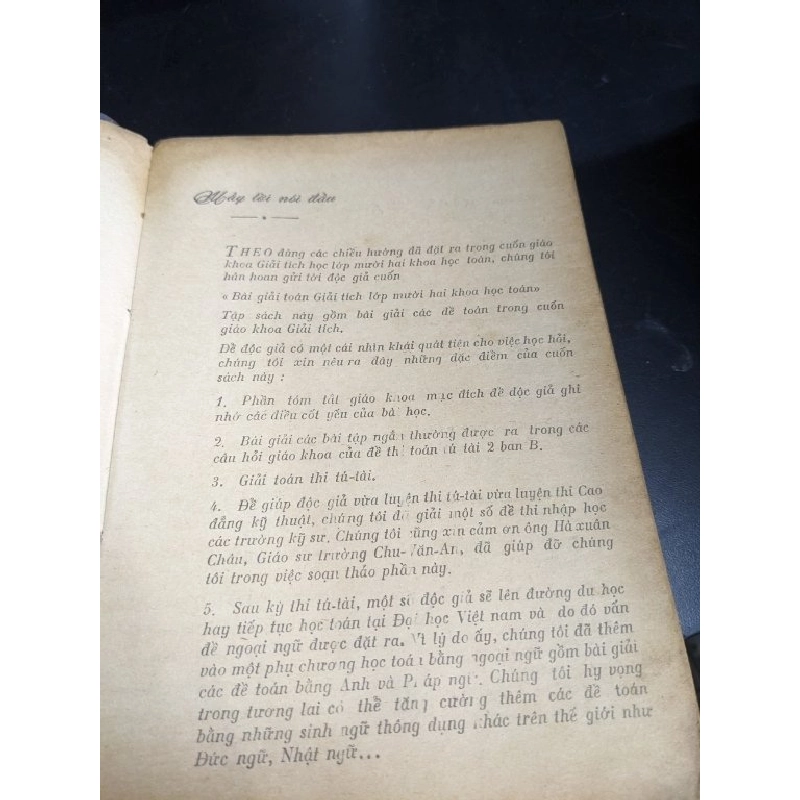 Mấy lời nói đầu
THEO đúng các chiều hướng đã đặt ra trong cuốn giáo
khoa Giải tích học lớp mười hai khoa học toán, chúng tôi
hân hoan gửi tới độc giả cuốn
« Bài giải toán Giải tích lớp mười hai khoa học toán»
Tập sách này gồm bài giải các đề toán trong cuốn
giáo khoa Giải tích.
Để độc giả có một cái nhìn khái quát tiện cho việc học hỏi,
chúng tôi xin nêu ra đây những đặc điểm của cuốn
sách này :
1. Phần tóm tắt giáo khoa mục đích để độc giả ghi
nhớ các điều cốt yếu của bài học.
2. Bài giải các bài tập ngắn thường được ra trong các
câu hỏi giáo khoa của đề thi toán tú tài 2 ban B.
3. Giải toán thi tú-tài.
4. Để giúp độc giả vừa luyện thi tú-tài vừa luyện thi Cao
đẳng kỹ thuật, chúng tôi đã giải một số đề thi nhập học
các trường kỹ sư. Chúng tôi cũng xin cảm ơn ông Hà xuân
Châu, Giáo sư trường Chu-Văn-An, đã giúp đỡ chúng
tôi trong việc soạn thảo phần này.
5. Sau kỳ thi tú-tài, một số độc giả sẽ lên đường du học
hay tiếp tục học toán tại Đại học Việt nam và do đó vấn
đề ngoại ngữ được đặt ra. Vì lý do ấy, chúng tôi đã thêm
vào một phụ chương học toán bằng ngoại ngữ gồm bài giải
các đề toán bằng Anh và Pháp ngữ. Chúng tôi hy vọng
trong tương lai có thể tăng cường thêm các đề toán
bằng những sinh ngữ thông dụng khác trên thế giới như
Đức ngữ, Nhật ngữ...